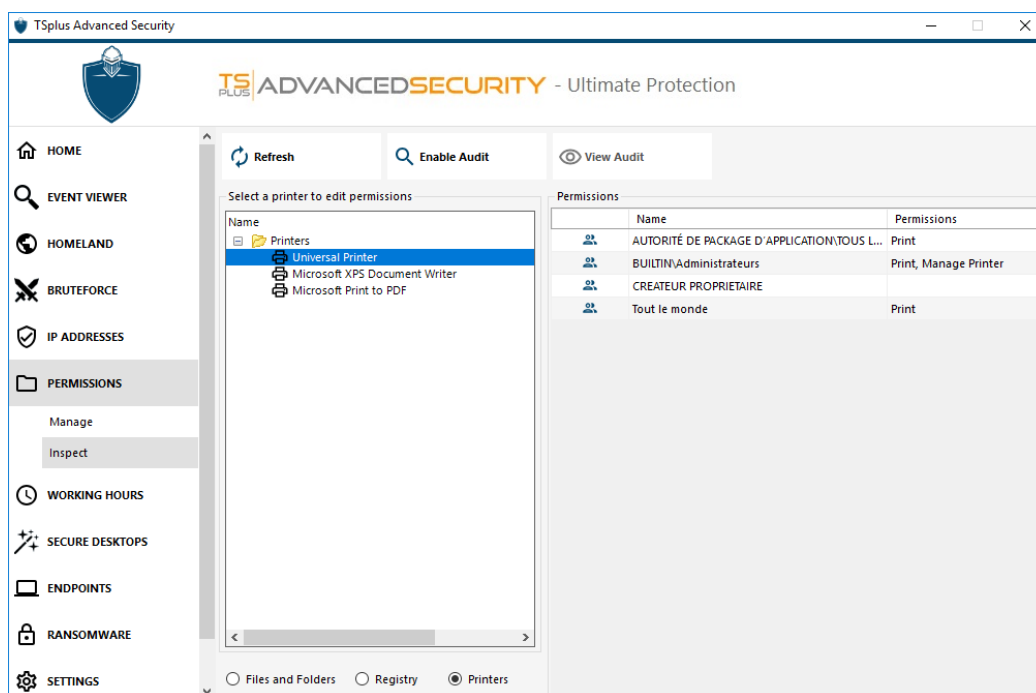 TSplus Advanced Security
TS PLUS ADVANCEDSECURITY - Ultimate Protection
HOME
EVENT VIEWER
HOMELAND
BRUTEFORCE
IP ADDRESSES
PERMISSIONS
Manage
Inspect
WORKING HOURS
SECURE DESKTOPS
ENDPOINTS
RANSOMWARE
SETTINGS
Refresh
Enable Audit
View Audit
Select a printer to edit permissions
Name
Printers
Universal Printer
Microsoft XPS Document Writer
Microsoft Print to PDF
Files and Folders
Registry
Printers
Permissions
Name Permissions
AUTORITÉ DE PACKAGE D'APPLICATION\TOUS L... Print
BUILTIN\Administrateurs Print, Manage Printer
CREATEUR PROPRIETAIRE
Tout le monde Print